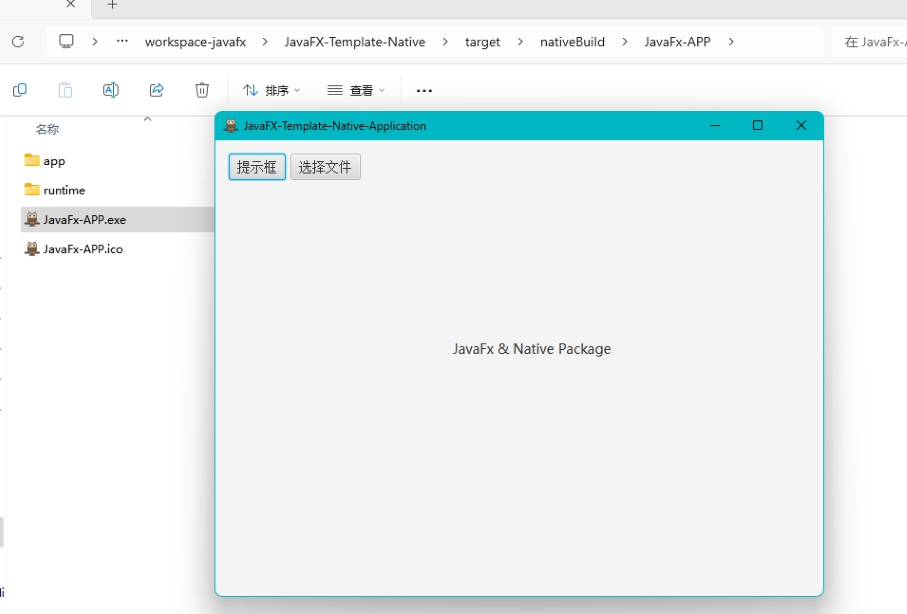 workspace-javafx JavaFX-Template-Native target nativeBuild JavaFx-APP 在 JavaFx-
排序 查看
名称
app
runtime
JavaFx-APP.exe
JavaFx-APP.ico
JavaFX-Template-Native-Application
提示框 选择文件
JavaFx & Native Package